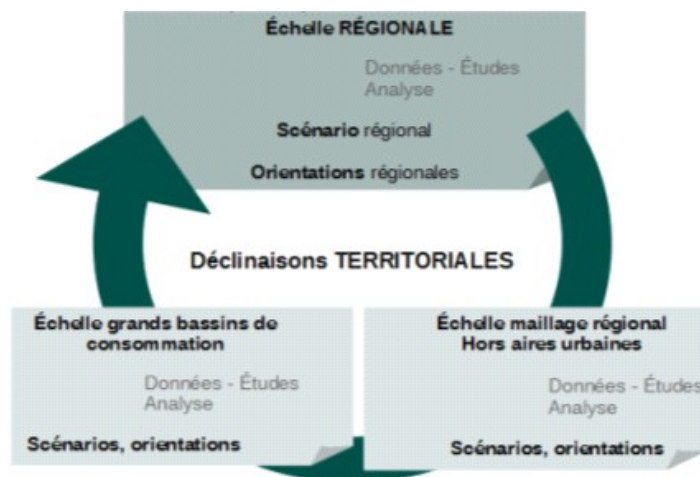 Échelle RÉGIONALE
Données - Études
Analyse
Scénario régional
Orientations régionales
Déclinaisons TERRITORIALES
Échelle grands bassins de
consommation
Données - Études
Analyse
Scénarios, orientations
Échelle maillage régional
Hors aires urbaines
Données - Études
Analyse
Scénarios, orientations